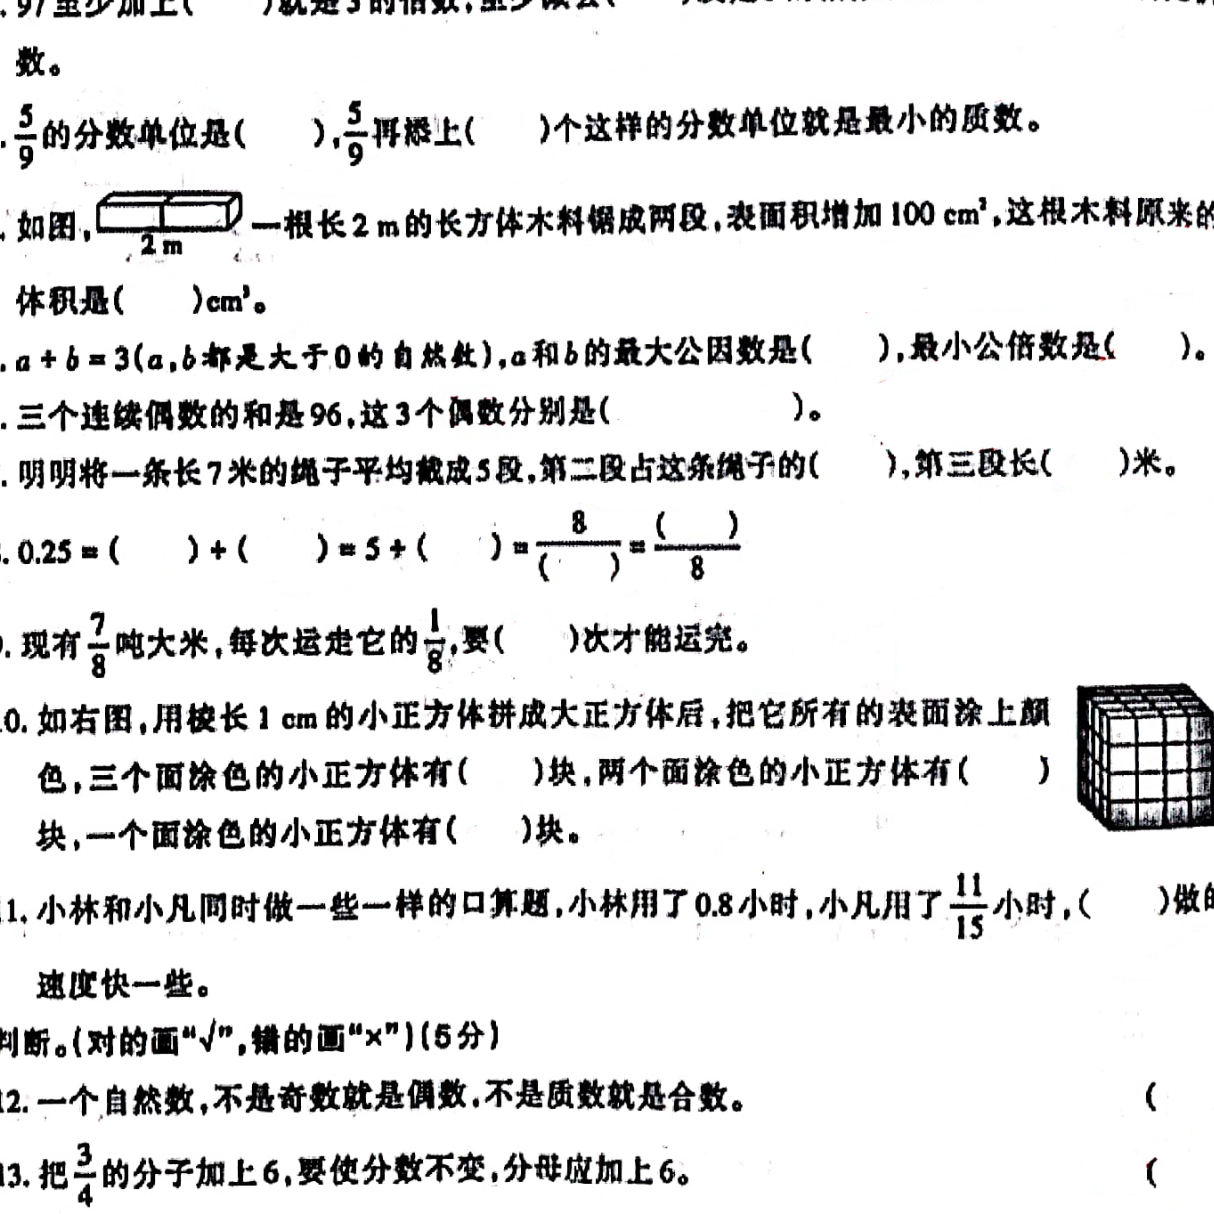 . 97至少加上(　　)就是3的倍数,至少减去(
数。
. 5/9的分数单位是(　　),5/9再添上(　　)个这样的分数单位就是最小的质数。
. 如图, 2 m 一根长2 m的长方体木料锯成两段,表面积增加100 cm²,这根木料原来的
体积是(　　)cm³。
. a + b = 3(a,b都是大于0的自然数),a和b的最大公因数是(　　),最小公倍数是(　　)。
. 三个连续偶数的和是96,这3个偶数分别是(　　　　　　)。
. 明明将一条长7米的绳子平均截成5段,第二段占这条绳子的(　　),第三段长(　　)米。
. 0.25 = (　　) + (　　) = 5 + (　　) = 8/(　　) = (　　)/8
. 现有7/8吨大米,每次运走它的1/8,要(　　)次才能运完。
0. 如右图,用棱长1 cm的小正方体拼成大正方体后,把它所有的表面涂上颜
色,三个面涂色的小正方体有(　　)块,两个面涂色的小正方体有(　　)
块,一个面涂色的小正方体有(　　)块。
1. 小林和小凡同时做一些一样的口算题,小林用了0.8小时,小凡用了11/15小时,(　　)做的
速度快一些。
判断。(对的画“√”,错的画“×”)(5分)
12. 一个自然数,不是奇数就是偶数,不是质数就是合数。(
13. 把3/4的分子加上6,要使分数不变,分母应加上6。(